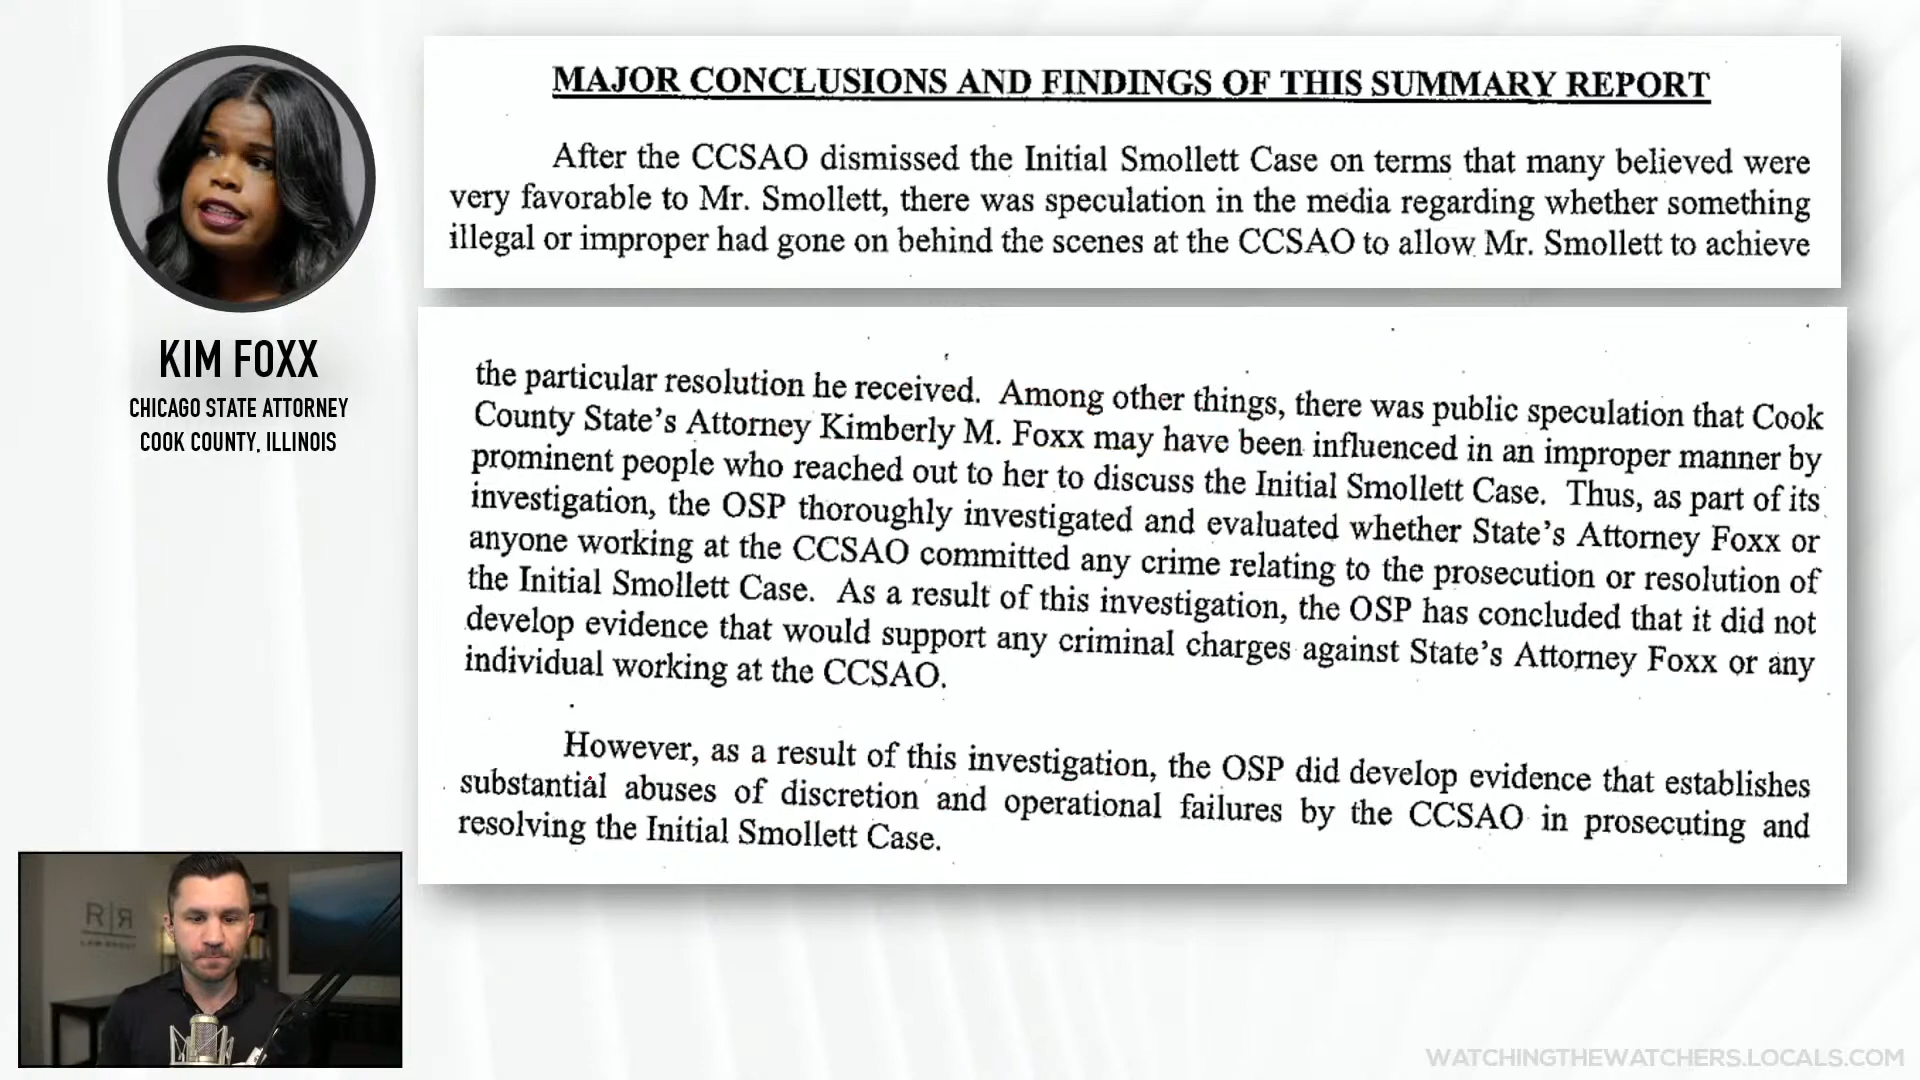 KIM FOXX
CHICAGO STATE ATTORNEY
COOK COUNTY, ILLINOIS
MAJOR CONCLUSIONS AND FINDINGS OF THIS SUMMARY REPORT
After the CCSAO dismissed the Initial Smollett Case on terms that many believed were
very favorable to Mr. Smollett, there was speculation in the media regarding whether something
illegal or improper had gone on behind the scenes at the CCSAO to allow Mr. Smollett to achieve
the particular resolution he received. Among other things, there was public speculation that Cook
County State's Attorney Kimberly M. Foxx may have been influenced in an improper manner by
prominent people who reached out to her to discuss the Initial Smollett Case. Thus, as part of its
investigation, the OSP thoroughly investigated and evaluated whether State's Attorney Foxx or
anyone working at the CCSAO committed any crime relating to the prosecution or resolution of
the Initial Smollett Case. As a result of this investigation, the OSP has concluded that it did not
develop evidence that would support any criminal charges against State's Attorney Foxx or any
individual working at the CCSAO.
However, as a result of this investigation, the OSP did develop evidence that establishes
substantial abuses of discretion and operational failures by the CCSAO in prosecuting and
resolving the Initial Smollett Case.
R|R
LAW GROUP
WATCHINGTHEWATCHERS.LOCALS.COM